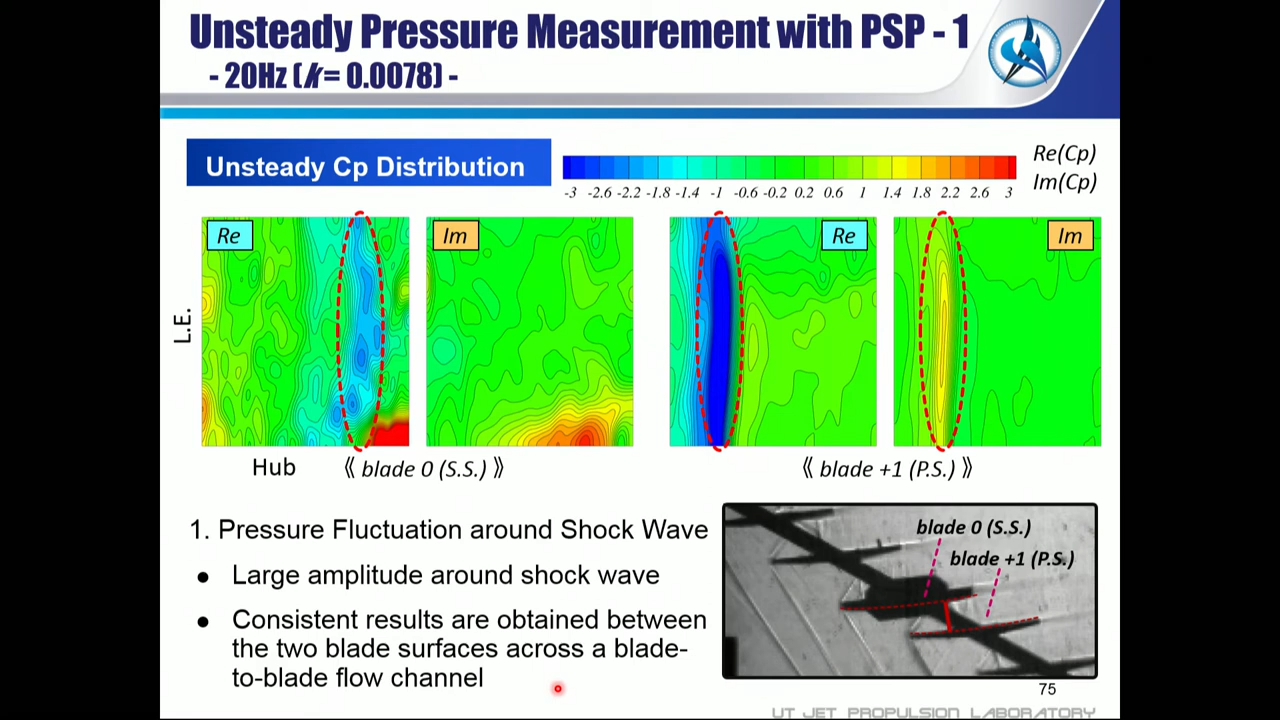 Unsteady Pressure Measurement with PSP - 1
- 20Hz (k = 0.0078) -
Unsteady Cp Distribution
Re(Cp)
Im(Cp)
-3 -2.6 -2.2 -1.8 -1.4 -1 -0.6 -0.2 0.2 0.6 1 1.4 1.8 2.2 2.6 3
Re
Im
Re
Im
L.E.
Hub
⟪ blade 0 (S.S.) ⟫
⟪ blade +1 (P.S.) ⟫
1. Pressure Fluctuation around Shock Wave
● Large amplitude around shock wave
● Consistent results are obtained between
the two blade surfaces across a blade-
to-blade flow channel
blade 0 (S.S.)
blade +1 (P.S.)
75
UT JET PROPULSION LABORATORY